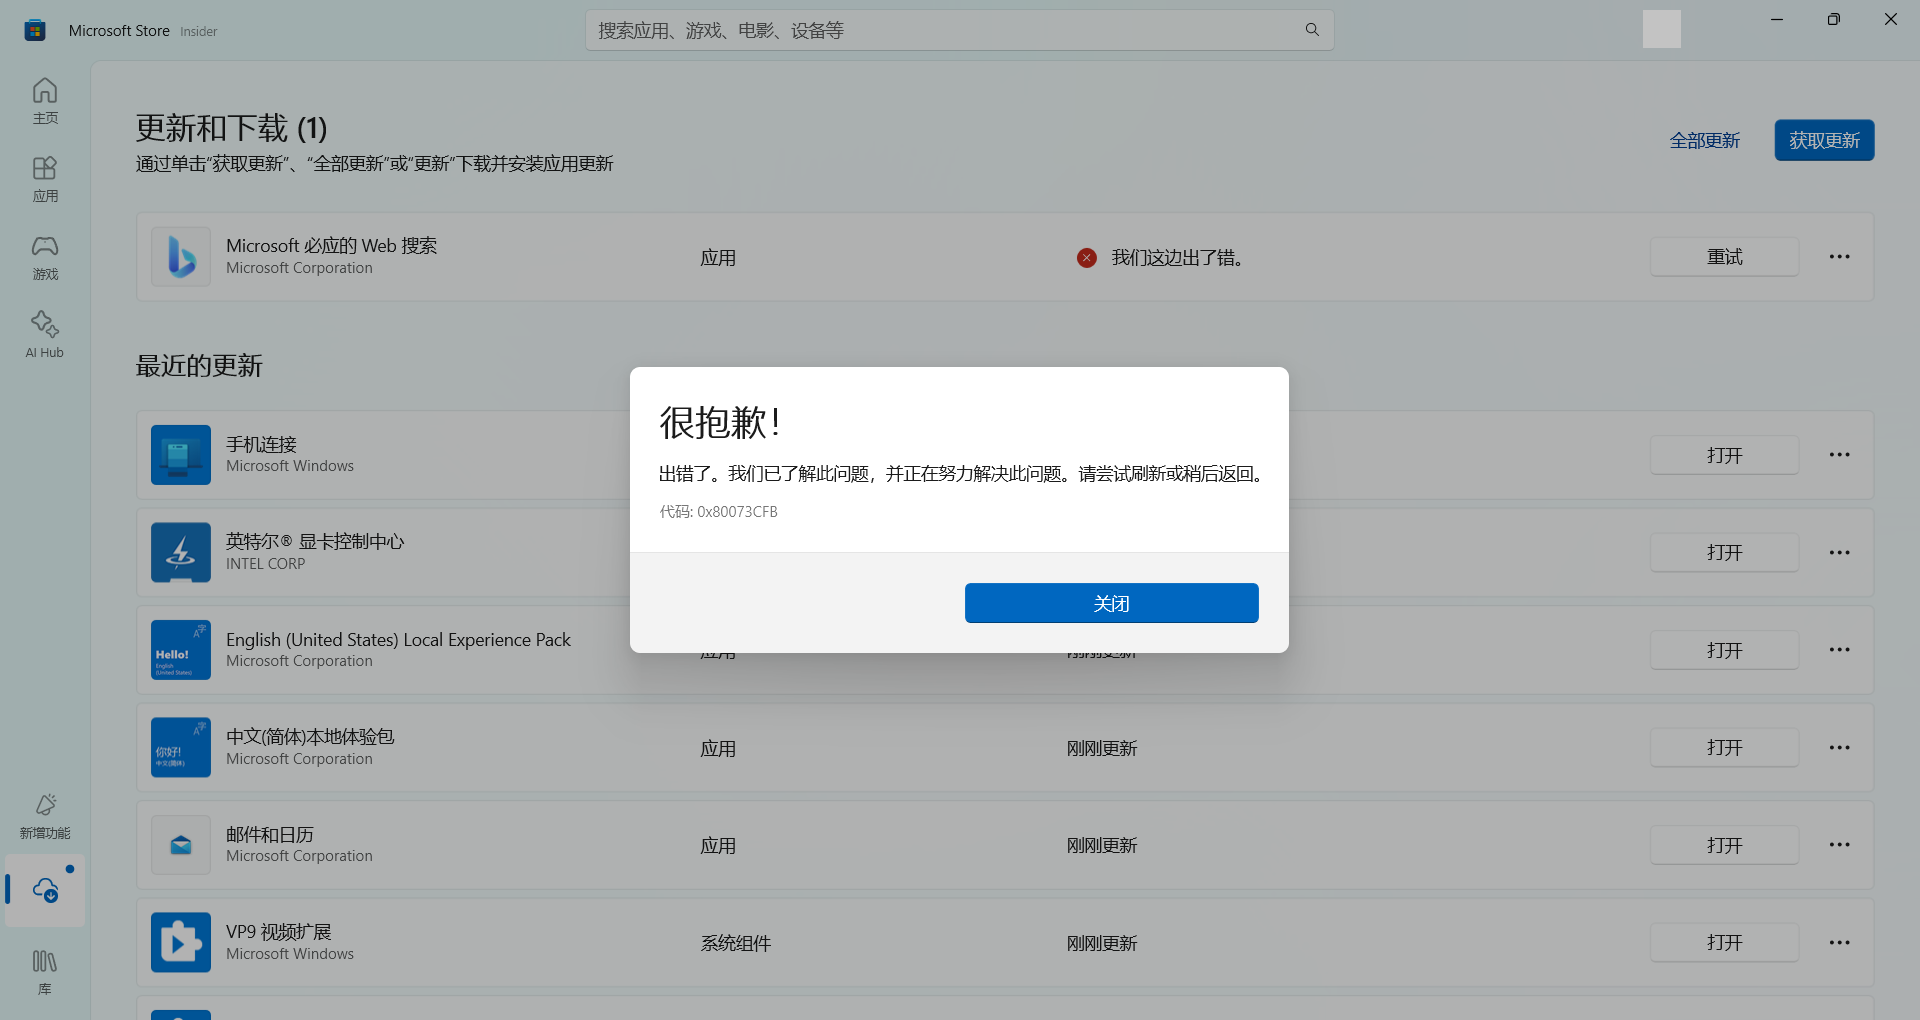 Microsoft Store Insider
搜索应用、游戏、电影、设备等
主页
应用
游戏
AI Hub
新增功能
库
更新和下载 (1)
通过单击“获取更新”、“全部更新”或“更新”下载并安装应用更新
全部更新
获取更新
Microsoft 必应的 Web 搜索
Microsoft Corporation
应用
我们这边出了错。
重试
最近的更新
手机连接
Microsoft Windows
打开
英特尔® 显卡控制中心
INTEL CORP
打开
很抱歉！
出错了。我们已了解此问题，并正在努力解决此问题。请尝试刷新或稍后返回。
代码: 0x80073CFB
关闭
Hello!
English
(United States)
English (United States) Local Experience Pack
Microsoft Corporation
应用
刚刚更新
打开
你好!
中文(简体)
中文(简体)本地体验包
Microsoft Corporation
应用
刚刚更新
打开
邮件和日历
Microsoft Corporation
应用
刚刚更新
打开
VP9 视频扩展
Microsoft Windows
系统组件
刚刚更新
打开